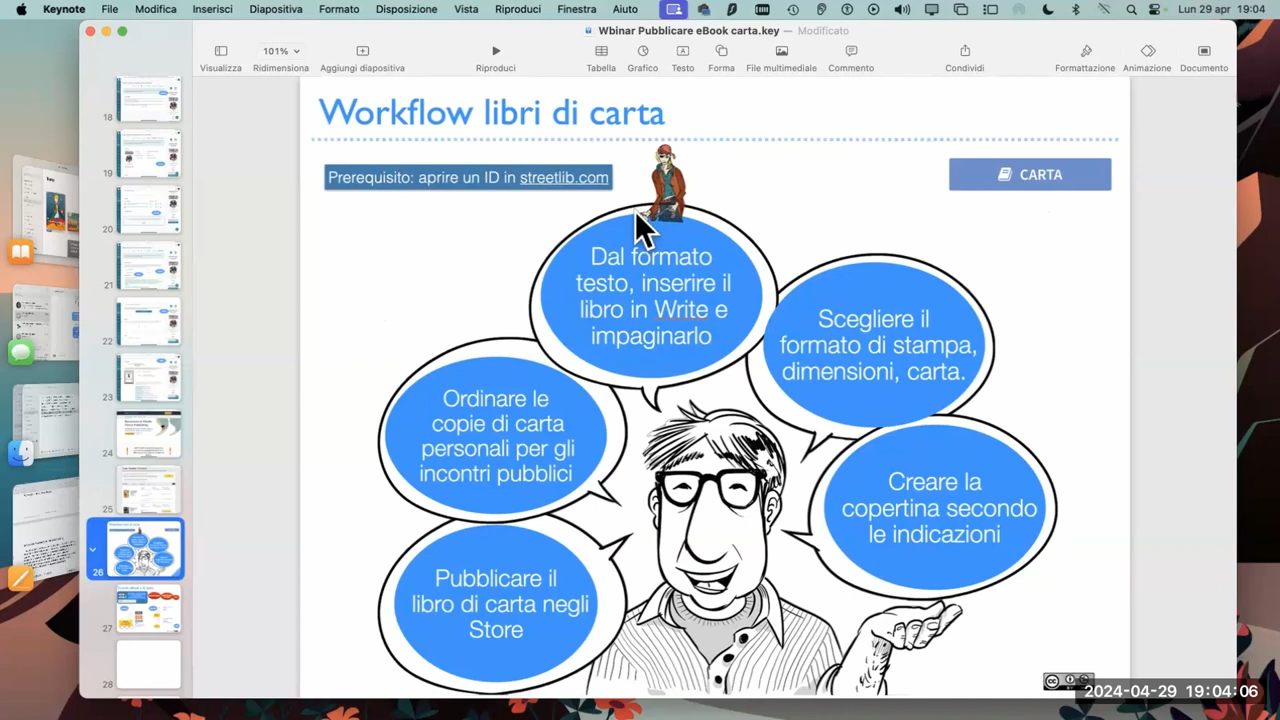 Keynote File Modifica Inserisci Diapositiva Formato Disposizione Vista Riproduci Finestra Aiuto Lun 29 apr 19:04
Wbinar Pubblicare eBook carta.key — Modificato
101%
Visualizza Ridimensiona Aggiungi diapositiva Riproduci Tabella Grafico Testo Forma File multimediale Commento Condividi Formattazione Animazione Documento
18
19
20
21
22
23
24
25
26
27
28
Workflow libri di carta
Prerequisito: aprire un ID in streetlib.com
CARTA
Dal formato
testo, inserire il
libro in Write e
impaginarlo
Scegliere il
formato di stampa,
dimensioni, carta.
Creare la
copertina secondo
le indicazioni
Ordinare le
copie di carta
personali per gli
incontri pubblici
Pubblicare il
libro di carta negli
Store
2024-04-29 19:04:06